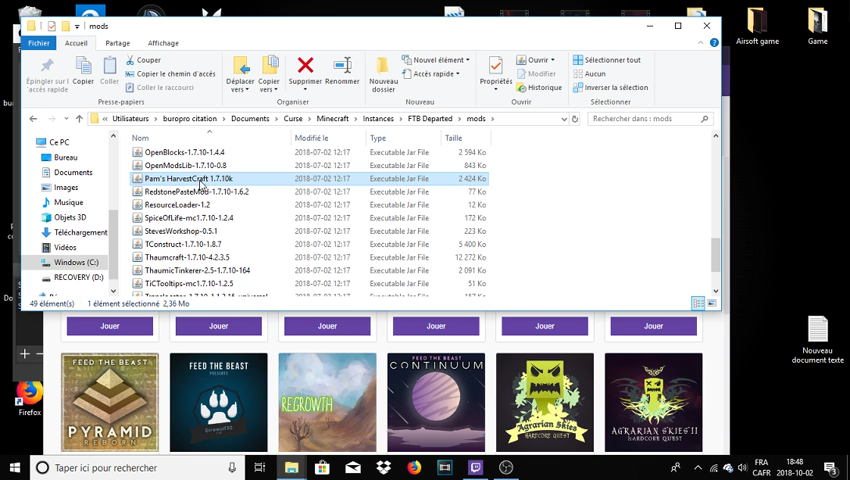 mods
Fichier
Accueil
Partage
Affichage
Épingler sur
Accès rapide
Copier
Coller
Couper
Copier le chemin d'accès
Coller le raccourci
Déplacer vers
Copier vers
Supprimer
Renommer
Nouveau dossier
Nouvel élément
Accès rapide
Propriétés
Ouvrir
Modifier
Historique
Sélectionner tout
Aucun
Inverser la sélection
Presse-papiers
Organiser
Nouveau
Ouvrir
Sélectionner
Utilisateurs > buropro citation > Documents > Curse > Minecraft > Instances > FTB Departed > mods >
Rechercher dans : mods
Nom
Modifié le
Type
Taille
Ce PC
Bureau
Documents
Images
Musique
Objets 3D
Téléchargement
Vidéos
Windows (C:)
RECOVERY (D:)
OpenBlocks-1.7.10-1.4.4 2018-07-02 12:17 Executable Jar File 2 594 Ko
OpenModsLib-1.7.10-0.8 2018-07-02 12:17 Executable Jar File 843 Ko
Pam's HarvestCraft 1.7.10k 2018-07-02 12:17 Executable Jar File 2 424 Ko
RedstonePasteMod-1.7.10-1.6.2 2018-07-02 12:17 Executable Jar File 77 Ko
ResourceLoader-1.2 2018-07-02 12:17 Executable Jar File 12 Ko
SpiceOfLife-mc1.7.10-1.2.4 2018-07-02 12:17 Executable Jar File 172 Ko
StevesWorkshop-0.5.1 2018-07-02 12:17 Executable Jar File 223 Ko
TConstruct-1.7.10-1.8.7 2018-07-02 12:17 Executable Jar File 5 400 Ko
Thaumcraft-1.7.10-4.2.3.5 2018-07-02 12:17 Executable Jar File 12 272 Ko
ThaumicTinkerer-2.5-1.7.10-164 2018-07-02 12:17 Executable Jar File 2 091 Ko
TiCTooltips-mc1.7.10-1.2.5 2018-07-02 12:17 Executable Jar File 51 Ko
49 élément(s) 1 élément sélectionné 2,36 Mo
Jouer
Jouer
Jouer
Jouer
Jouer
Jouer
FEED THE BEAST
PYRAMID
REBORN
FEED THE BEAST
PRESENTS
REGROWTH
FEED THE BEAST
CONTINUUM
AGRARIAN SKIES
HARDCORE QUEST
AGRARIAN SKIES II
HARDCORE QUEST
Airsoft game
Game
Nouveau document texte
Firefox
Taper ici pour rechercher
FRA
CAFR
18:48
2018-10-02
3